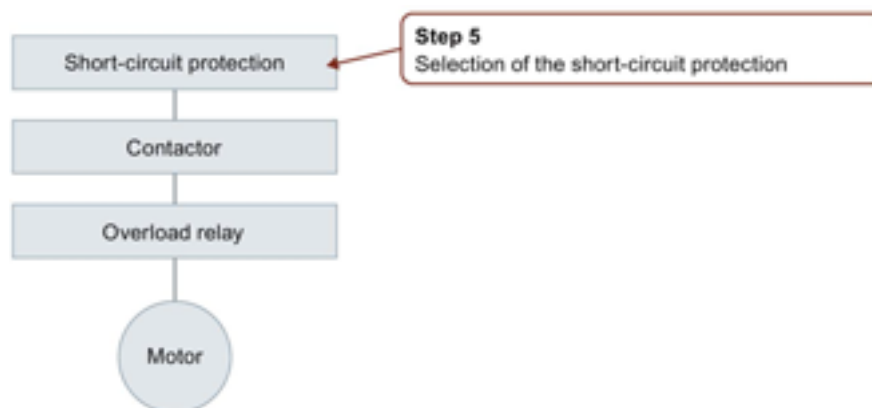 Step 5
Short-circuit protection
Selection of the short-circuit protection
Contactor
Overload relay
Motor